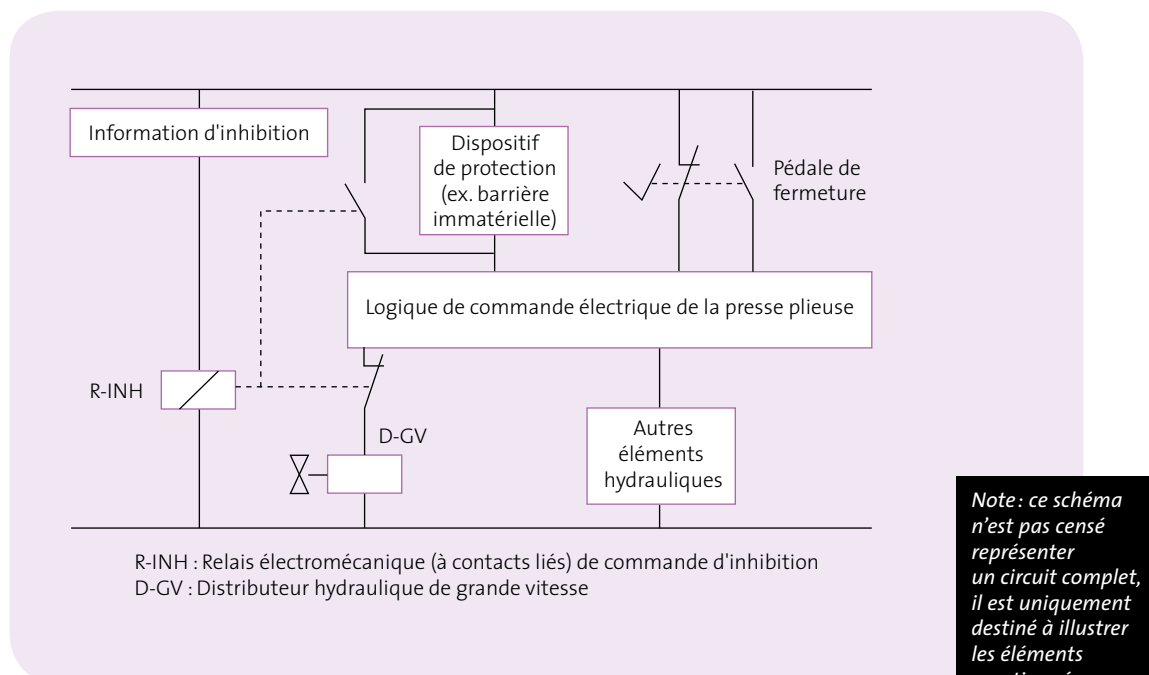 Information d'inhibition
Dispositif
de protection
(ex. barrière
immatérielle)
Pédale de
fermeture
Logique de commande électrique de la presse plieuse
R-INH
D-GV
Autres
éléments
hydrauliques
R-INH : Relais électromécanique (à contacts liés) de commande d'inhibition
D-GV : Distributeur hydraulique de grande vitesse
Note : ce schéma
n'est pas censé
représenter
un circuit complet,
il est uniquement
destiné à illustrer
les éléments